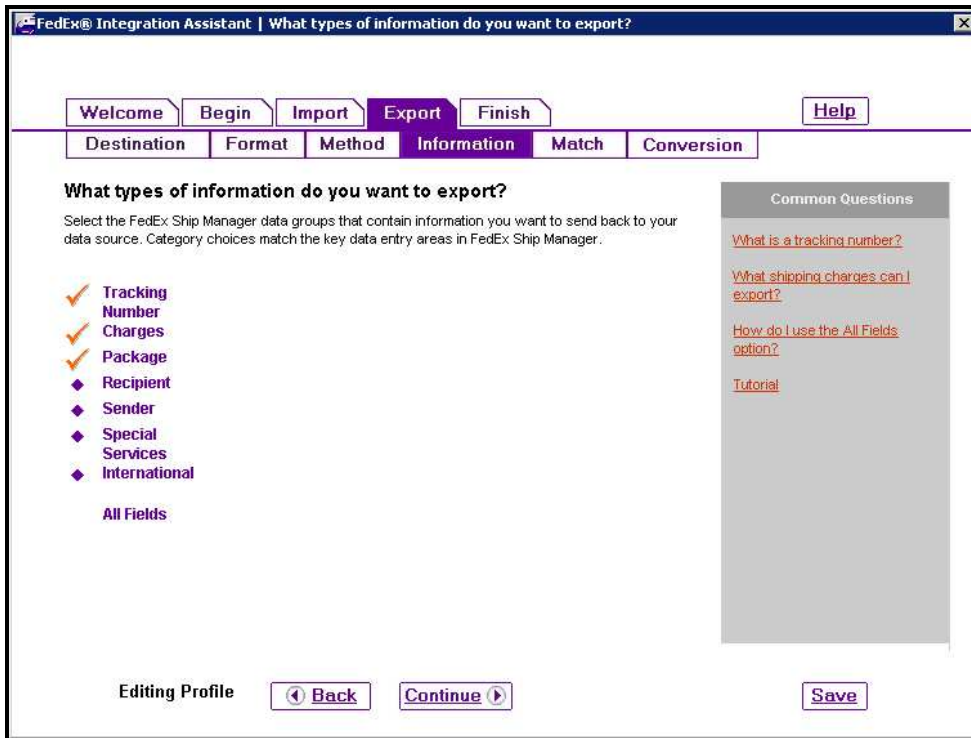 FedEx® Integration Assistant | What types of information do you want to export?
Welcome Begin Import Export Finish Help
Destination Format Method Information Match Conversion
What types of information do you want to export?
Select the FedEx Ship Manager data groups that contain information you want to send back to your
data source. Category choices match the key data entry areas in FedEx Ship Manager.
Tracking
Number
Charges
Package
Recipient
Sender
Special
Services
International
All Fields
Common Questions
What is a tracking number?
What shipping charges can I
export?
How do I use the All Fields
option?
Tutorial
Editing Profile Back Continue Save